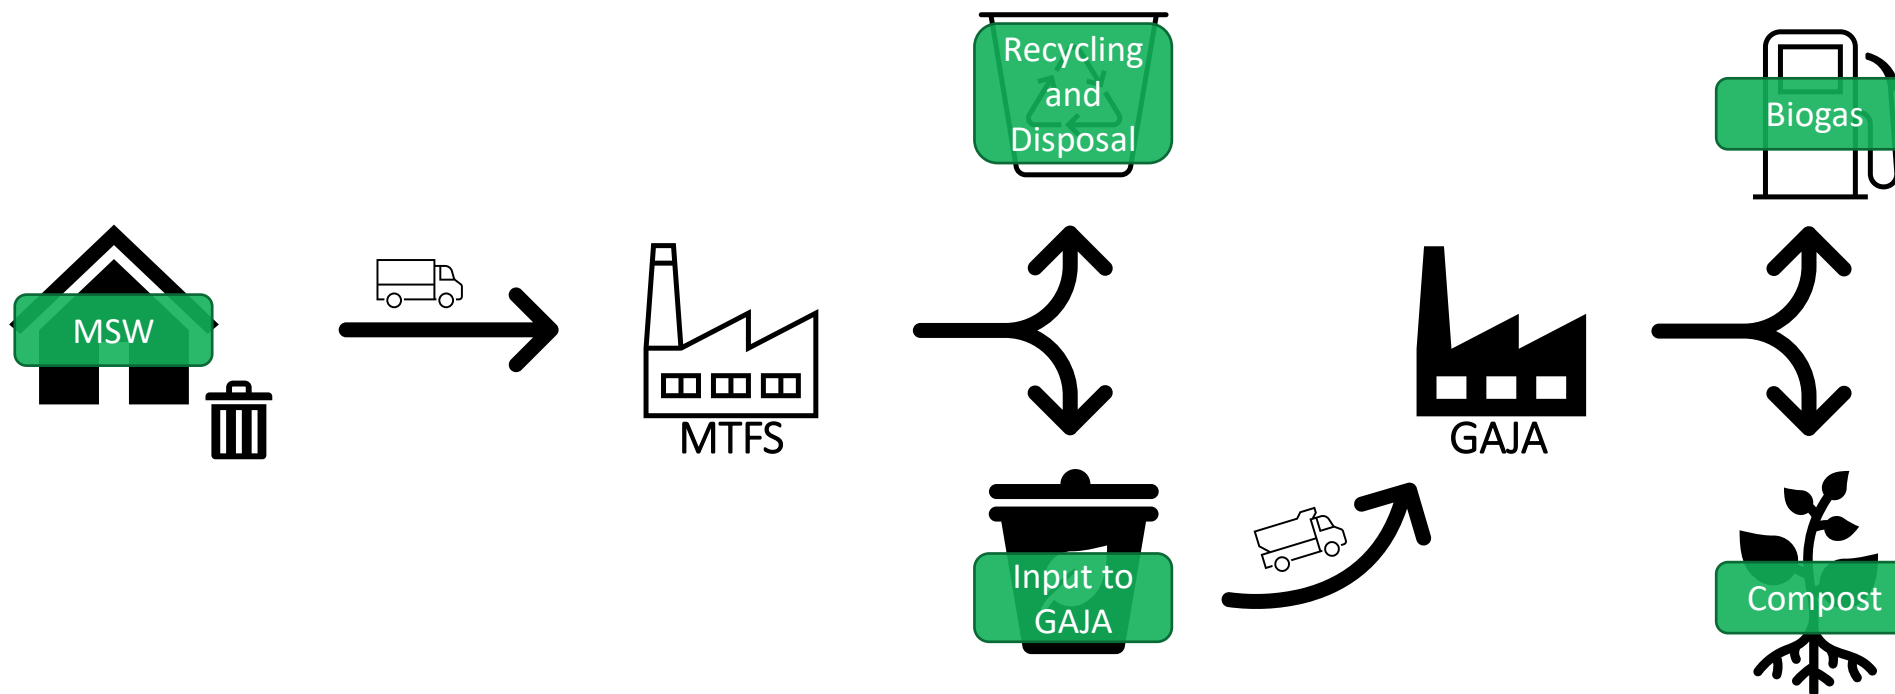 MSW
MTFS
Recycling
and
Disposal
Input to
GAJA
GAJA
Biogas
Compost